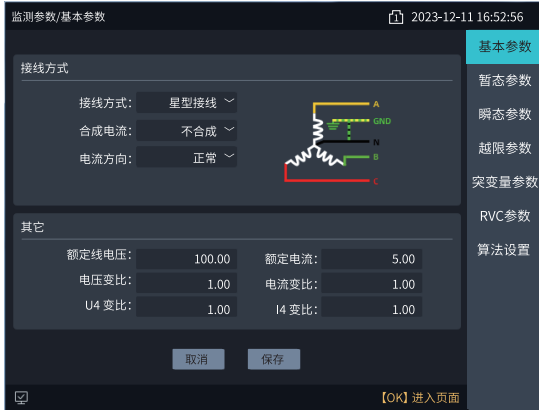 监测参数/基本参数 2023-12-11 16:52:56
基本参数
暂态参数
瞬态参数
越限参数
突变量参数
RVC参数
算法设置
接线方式
接线方式: 星型接线
合成电流: 不合成
电流方向: 正常
A
GND
N
B
C
其它
额定线电压: 100.00 额定电流: 5.00
电压变比: 1.00 电流变比: 1.00
U4 变比: 1.00 I4 变比: 1.00
取消 保存
【OK】进入页面